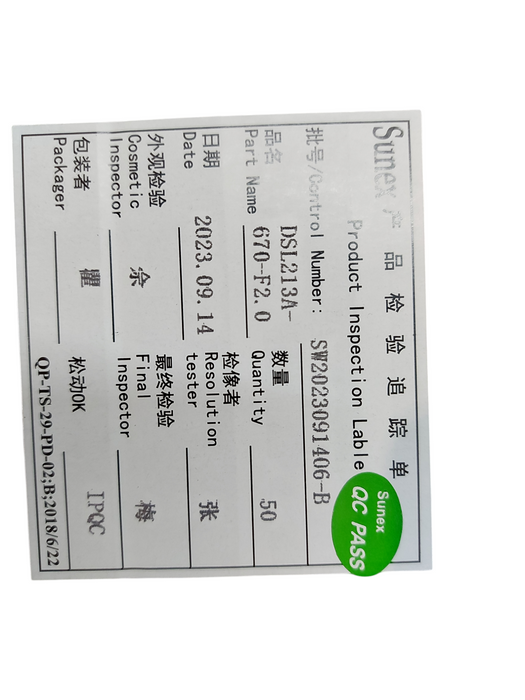 Sunex 产品检验追踪单
Product Inspection Lable
批号/Control Number: SW2023091406-B
品名 DSL213A- 数量 50
Part Name 670-F2.0 Quantity
日期 2023.09.14 检像者 张
Date Resolution
tester
外观检验 余 最终检验 梅
Cosmetic Final
Inspector Inspector
包装者 瞿 松动OK IPQC
Packager
QP-TS-29-PD-02;B;2018/6/22
Sunex
QC PASS